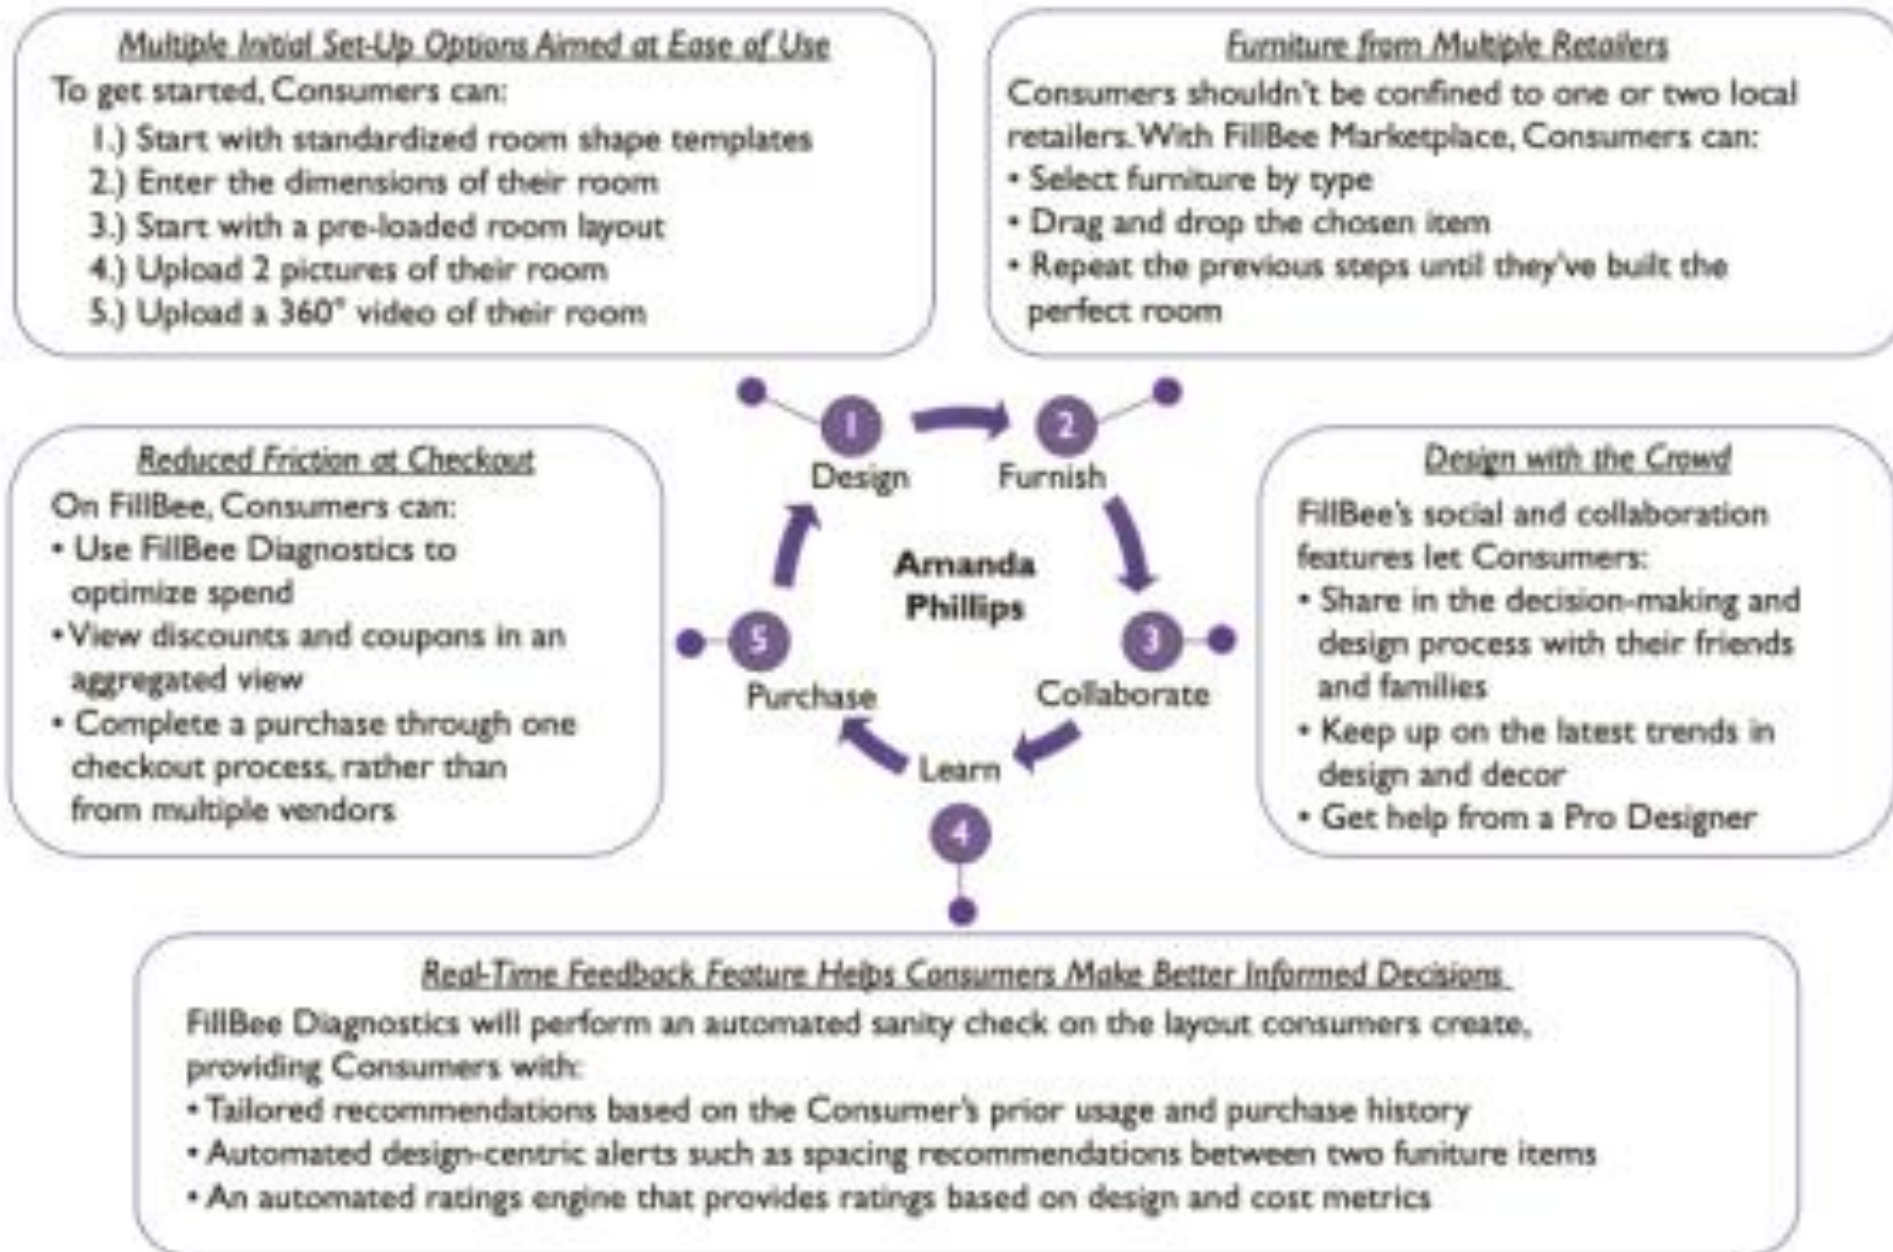 Multiple Initial Set-Up Options Aimed at Ease of Use
To get started, Consumers can:
1.) Start with standardized room shape templates
2.) Enter the dimensions of their room
3.) Start with a pre-loaded room layout
4.) Upload 2 pictures of their room
5.) Upload a 360° video of their room
Furniture from Multiple Retailers
Consumers shouldn't be confined to one or two local
retailers. With FillBee Marketplace, Consumers can:
• Select furniture by type
• Drag and drop the chosen item
• Repeat the previous steps until they've built the
perfect room
1
Design
2
Furnish
Amanda
Phillips
3
Collaborate
Learn
4
5
Purchase
Design with the Crowd
FillBee's social and collaboration
features let Consumers:
• Share in the decision-making and
design process with their friends
and families
• Keep up on the latest trends in
design and decor
• Get help from a Pro Designer
Reduced Friction at Checkout
On FillBee, Consumers can:
• Use FillBee Diagnostics to
optimize spend
• View discounts and coupons in an
aggregated view
• Complete a purchase through one
checkout process, rather than
from multiple vendors
Real-Time Feedback Feature Helps Consumers Make Better Informed Decisions
FillBee Diagnostics will perform an automated sanity check on the layout consumers create,
providing Consumers with:
• Tailored recommendations based on the Consumer's prior usage and purchase history
• Automated design-centric alerts such as spacing recommendations between two funiture items
• An automated ratings engine that provides ratings based on design and cost metrics